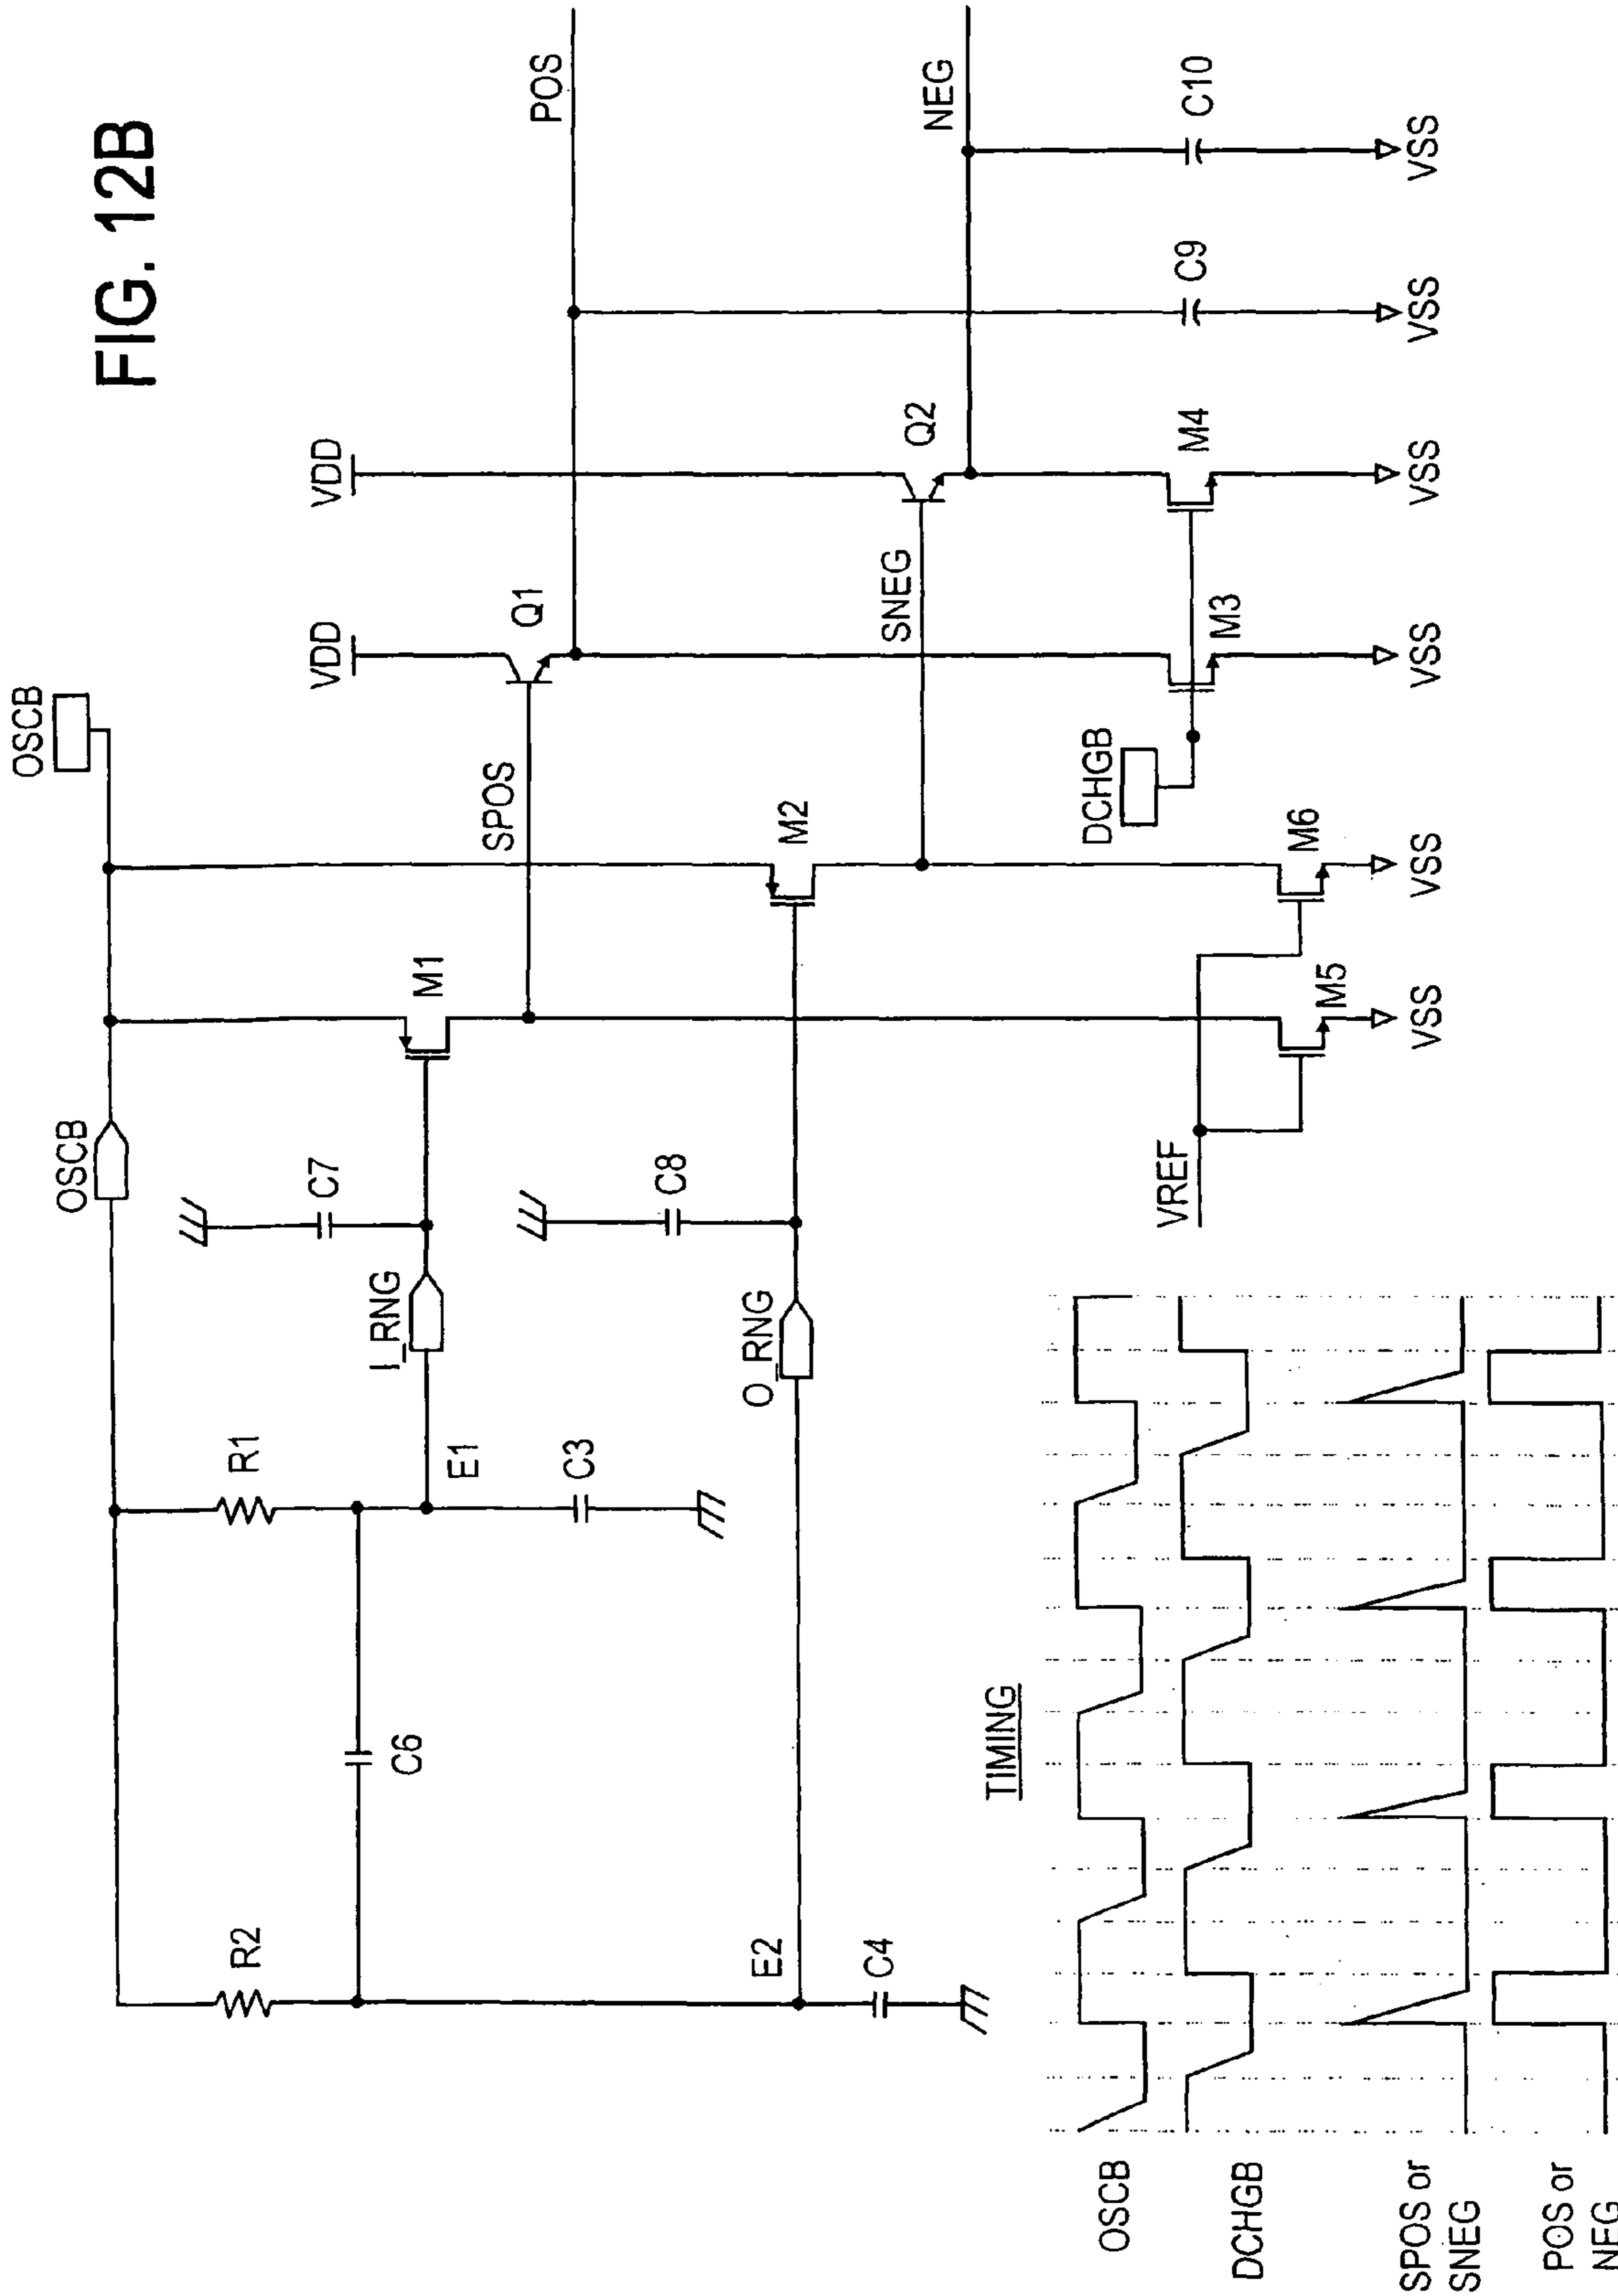 FIG. 12B
OSCB
OSCB
VDD
VDD
POS
NEG
R2
R1
C7
I_RNG
M1
SPOS
Q1
C6
E1
C3
C8
O_RNG
M2
SNEG
Q2
E2
C4
DCHGB
M3
M4
C9
C10
VREF
M5
M6
VSS
VSS
VSS
VSS
VSS
VSS
TIMING
OSCB
DCHGB
SPOS or
SNEG
POS or
NEG